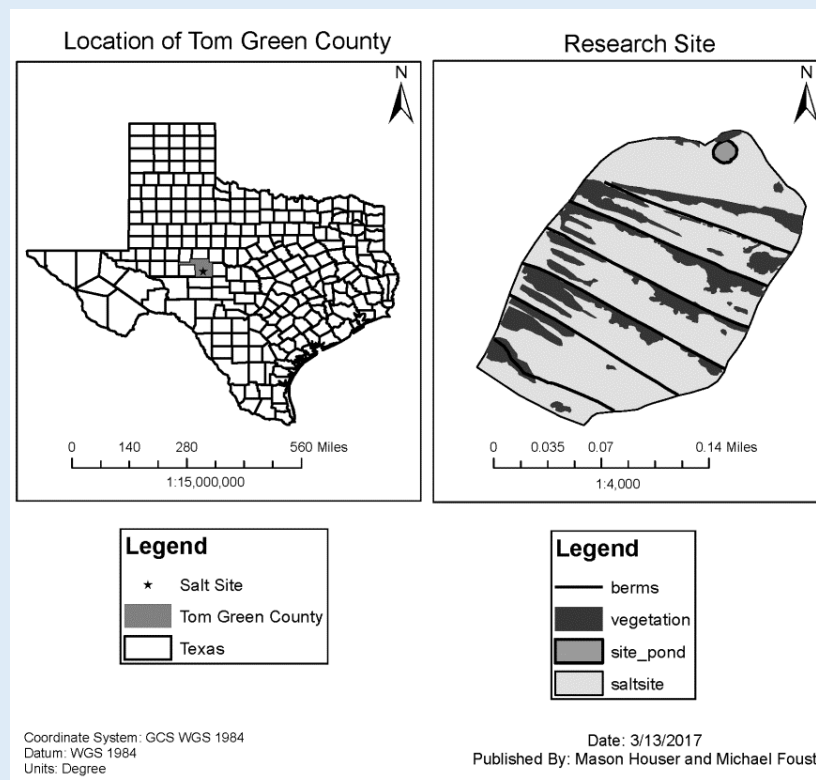 Location of Tom Green County
Research Site
N
N
0 140 280 560 Miles
1:15,000,000
0 0.035 0.07 0.14 Miles
1:4,000
Legend
Salt Site
Tom Green County
Texas
Legend
berms
vegetation
site_pond
saltsite
Coordinate System: GCS WGS 1984
Datum: WGS 1984
Units: Degree
Date: 3/13/2017
Published By: Mason Houser and Michael Foust